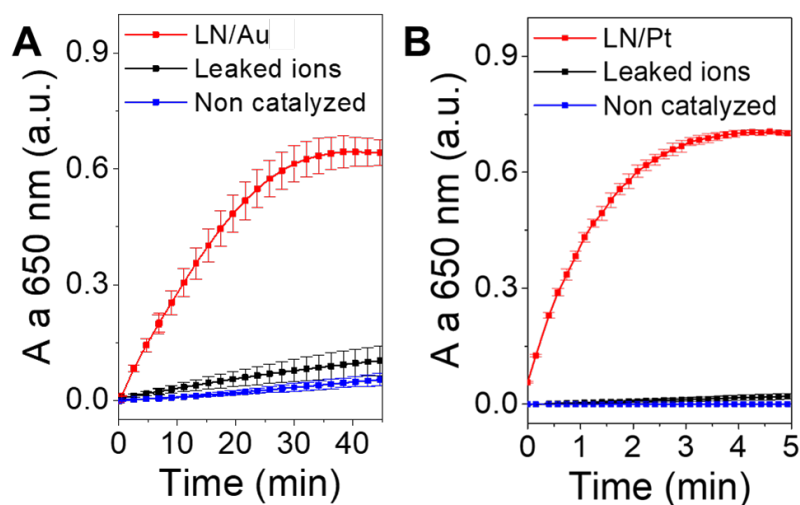 A
LN/Au
Leaked ions
Non catalyzed
A a 650 nm (a.u.)
0.9
0.6
0.3
0.0
0 10 20 30 40
Time (min)
B
LN/Pt
Leaked ions
Non catalyzed
A a 650 nm (a.u.)
0.9
0.6
0.3
0.0
0 1 2 3 4 5
Time (min)